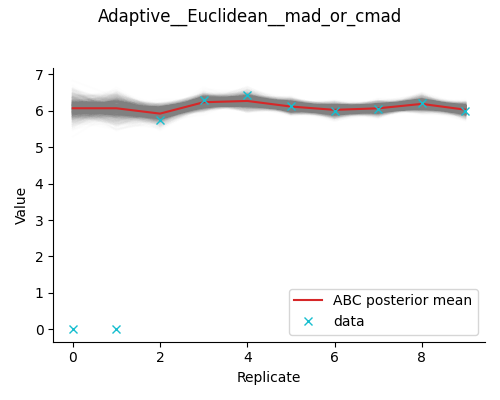 Adaptive__Euclidean__mad_or_cmad
7
6
5
4
3
2
1
0
Value
0 2 4 6 8
Replicate
ABC posterior mean
data